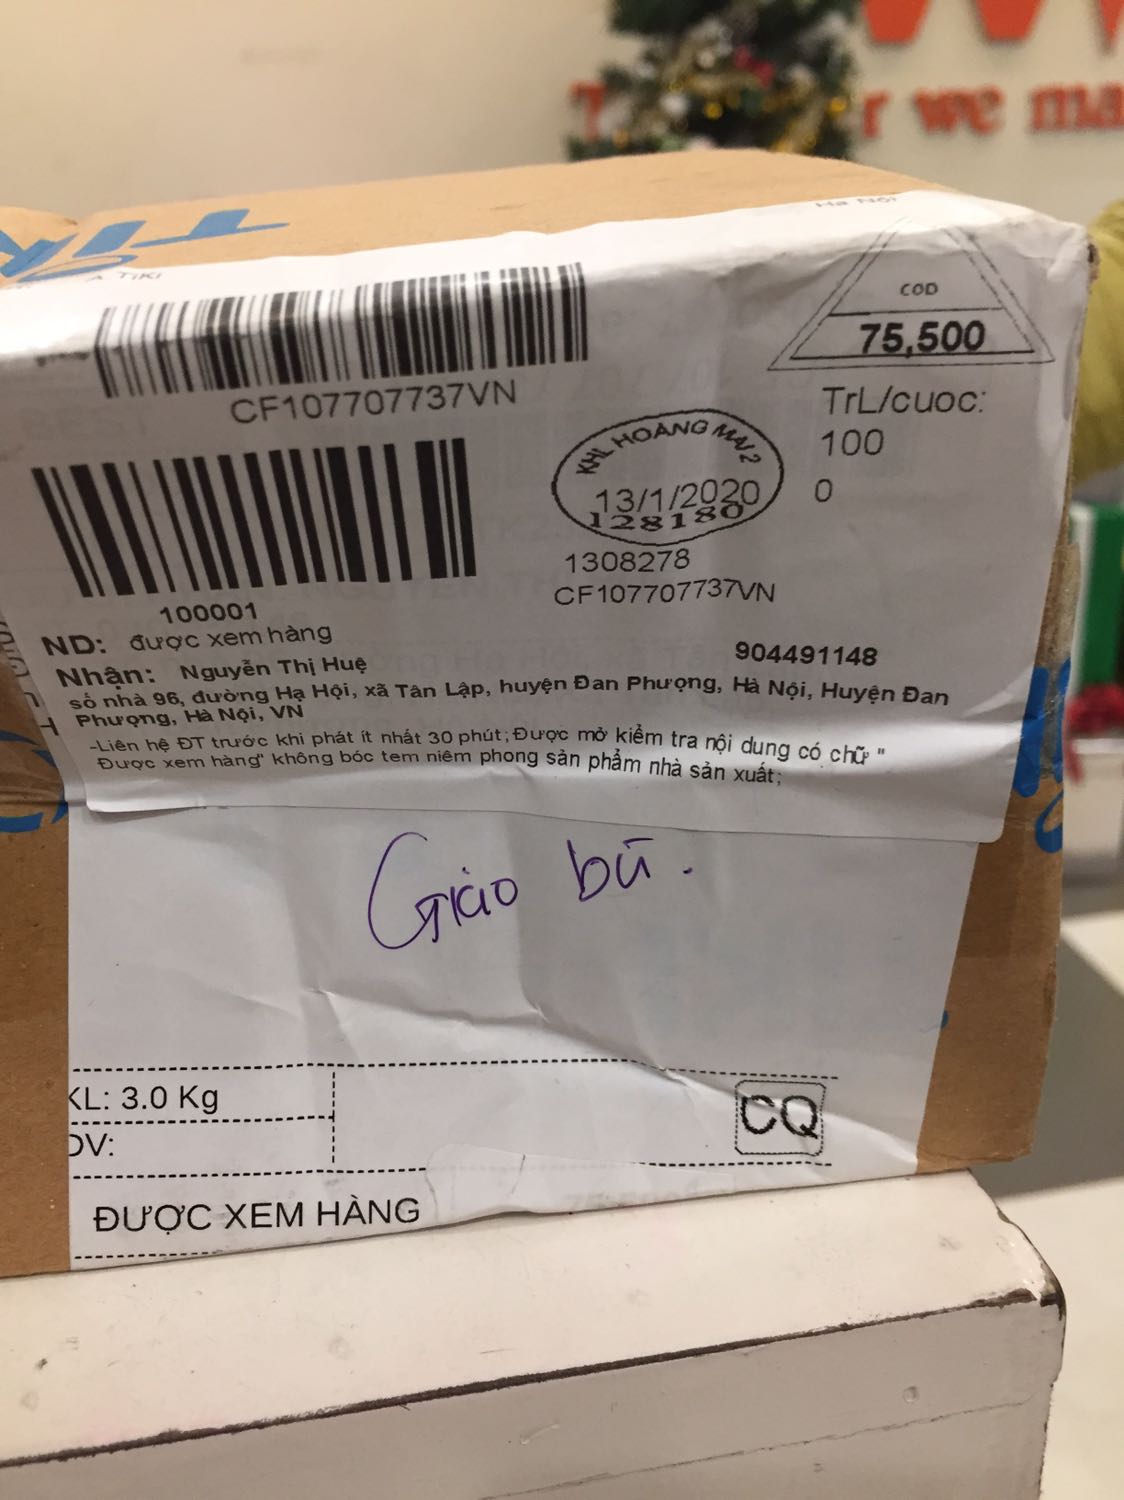 we ma
Hà Nội
TiKi
A TIKI
COD
75,500
CF107707737VN
TrL/cuoc:
100
0
KHL HOANG MAI 2
13/1/2020
128180
1308278
CF107707737VN
100001
ND: được xem hàng
Nhận: Nguyễn Thị Huệ
904491148
số nhà 96, đường Hạ Hội, xã Tân Lập, huyện Đan Phượng, Hà Nội, Huyện Đan
Phượng, Hà Nội, VN
-Liên hệ ĐT trước khi phát ít nhất 30 phút;Được mở kiểm tra nội dung có chữ "
Được xem hàng" không bóc tem niêm phong sản phẩm nhà sản xuất;
Giao bù.
KL: 3.0 Kg
CQ
DV:
ĐƯỢC XEM HÀNG